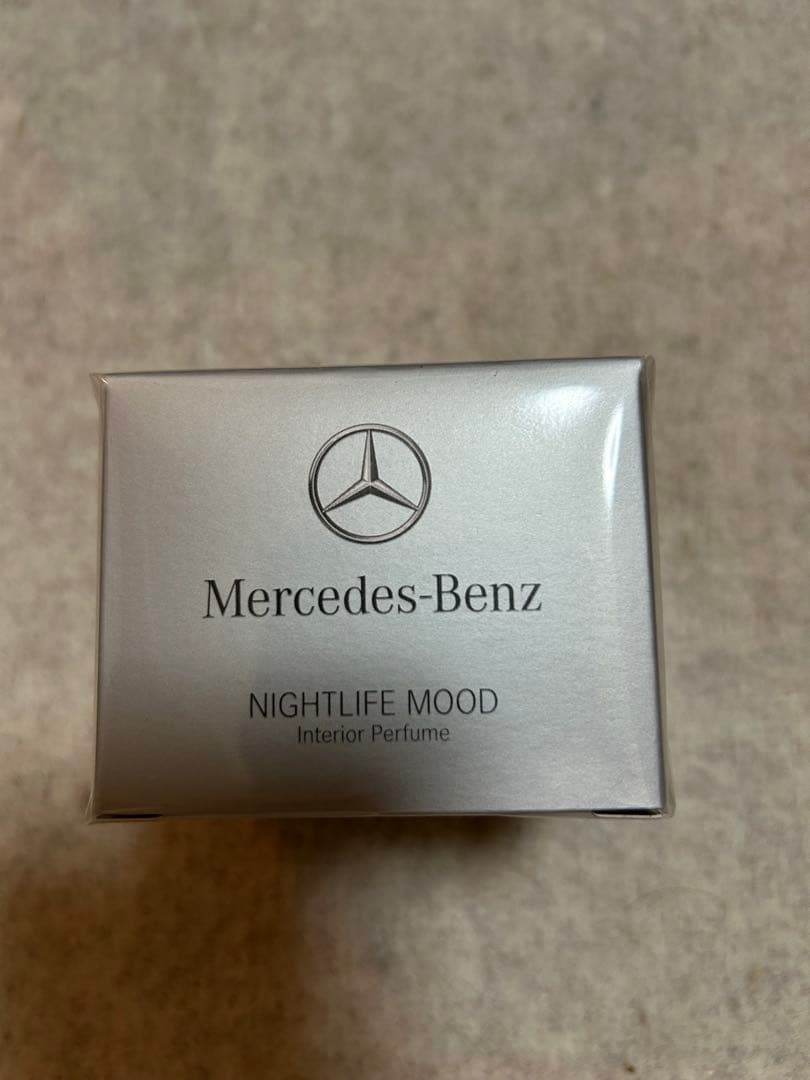 Mercedes-Benz
NIGHTLIFE MOOD
Interior Perfume